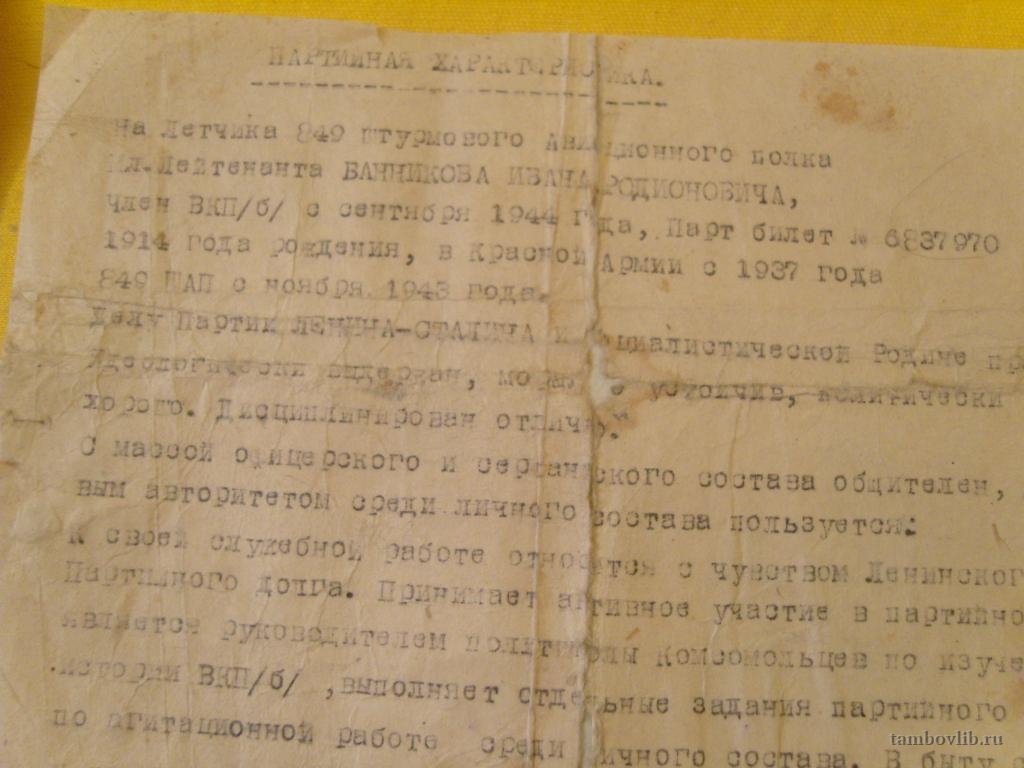 ПАРТИЙНАЯ ХАРАКТЕРИСТИКА.
На Летчика 849 штурмового Авиационного полка
Мл.Лейтенанта БАННИКОВА ИВАНА РОДИОНОВИЧА,
член ВКП/б/ с сентября 1944 года, Парт билет № 6837970
1914 года рождения, в Красной Армии с 1937 года
849 ШАП с ноября 1943 года.
Делу Партии ЛЕНИНА-СТАЛИНА и Социалистической Родине пр
Идеологически выдержан, морально устойчив, политически
хорошо. Дисциплинирован отлично.
С массой офицерского и сержантского состава общителен,
вым авторитетом среди личного состава пользуется.
К своей служебной работе относится с чувством Ленинског
Партийного долга. Принимает активное участие в партийно
является руководителем политшколы Комсомольцев по изуче
истории ВКП/б/ ,выполняет отдельные задания партийного
по агитационной работе среди личного состава. В быту с
tambovlib.ru